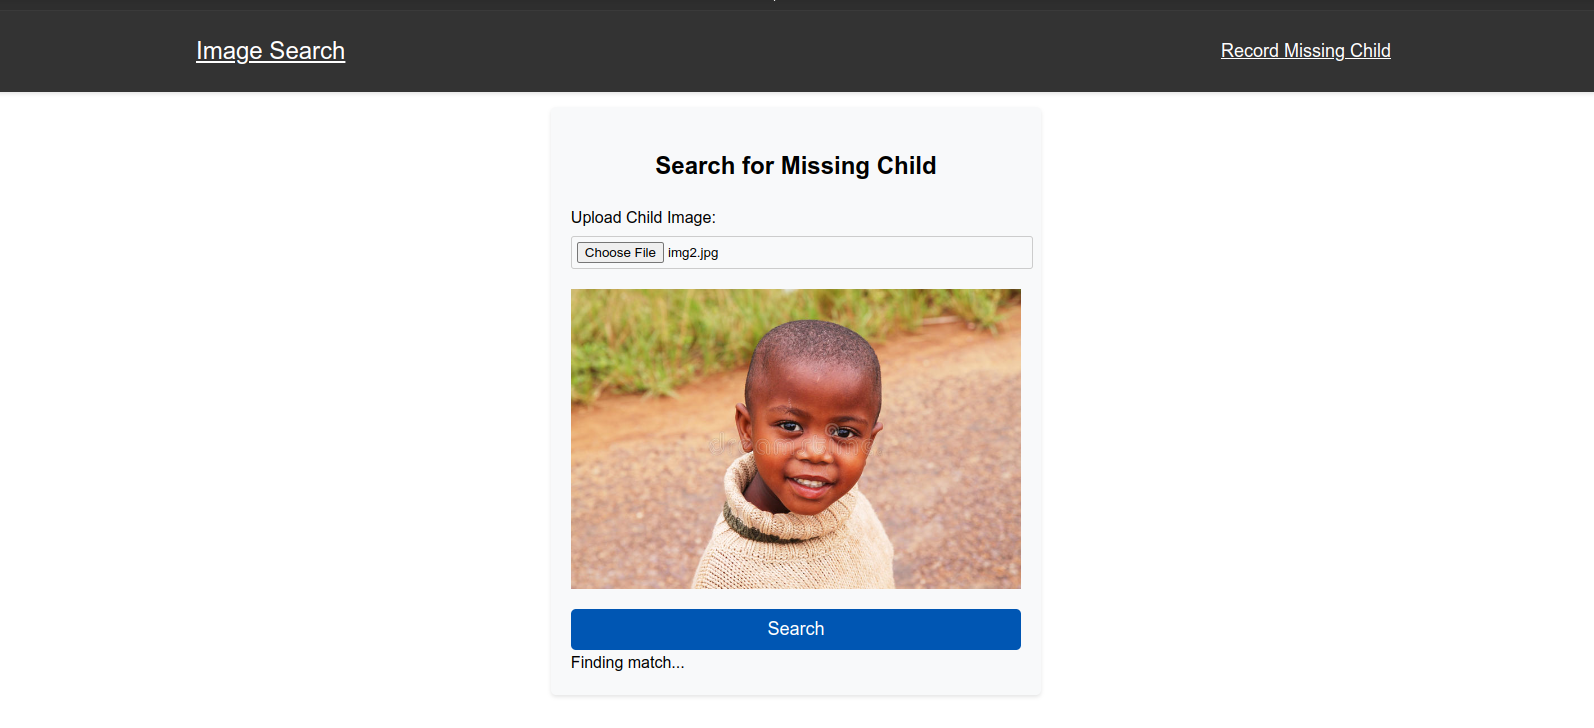 Image Search
Record Missing Child
Search for Missing Child
Upload Child Image:
Choose File img2.jpg
dreamstime
Search
Finding match...